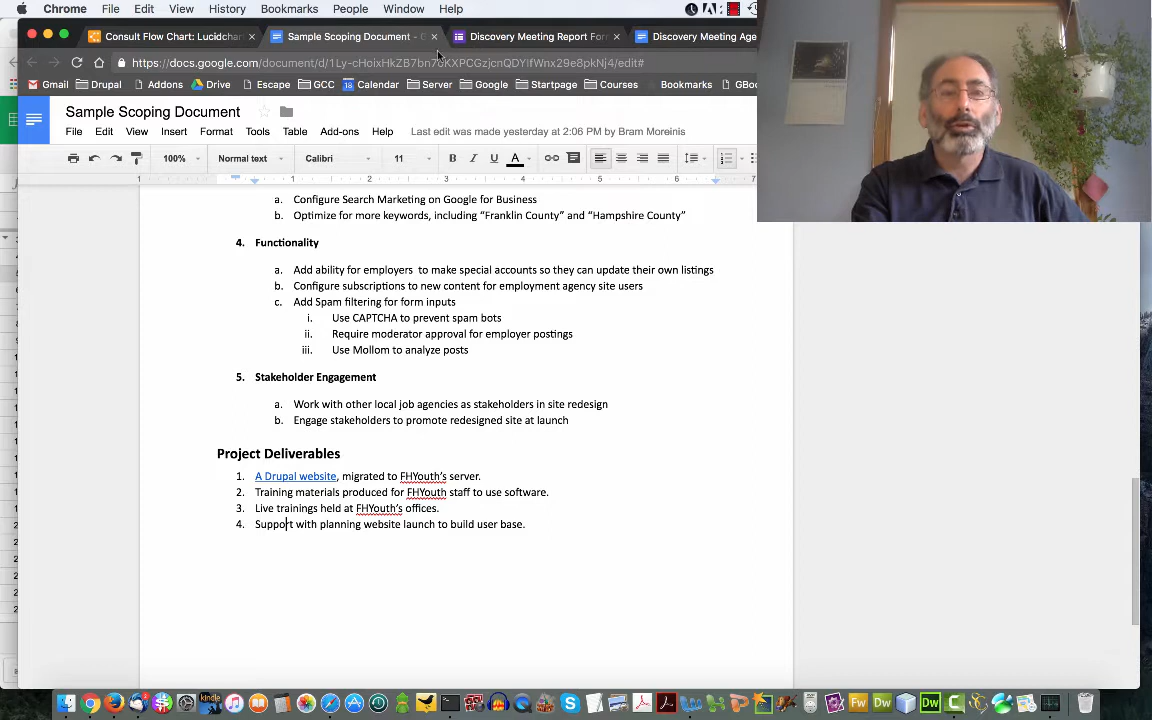 Chrome File Edit View History Bookmarks People Window Help
Consult Flow Chart: Lucidchar
Sample Scoping Document - G
Discovery Meeting Report For
Discovery Meeting Age
Gmail Drupal Addons Escape GCC Calendar Server Google Startpage Courses Bookmarks GBoo
Sample Scoping Document
File Edit View Insert Format Tools Table Add-ons Help Last edit was made yesterday at 2:06 PM by Bram Moreinis
100% Normal text Calibri 11 B I U A
1 1 2 3 4 5 6 7
a. Configure Search Marketing on Google for Business
b. Optimize for more keywords, including “Franklin County” and “Hampshire County”
4. Functionality
a. Add ability for employers to make special accounts so they can update their own listings
b. Configure subscriptions to new content for employment agency site users
c. Add Spam filtering for form inputs
i. Use CAPTCHA to prevent spam bots
ii. Require moderator approval for employer postings
iii. Use Mollom to analyze posts
5. Stakeholder Engagement
a. Work with other local job agencies as stakeholders in site redesign
b. Engage stakeholders to promote redesigned site at launch
Project Deliverables
1. A Drupal website, migrated to FHYouth’s server.
2. Training materials produced for FHYouth staff to use software.
3. Live trainings held at FHYouth’s offices.
4. Support with planning website launch to build user base.